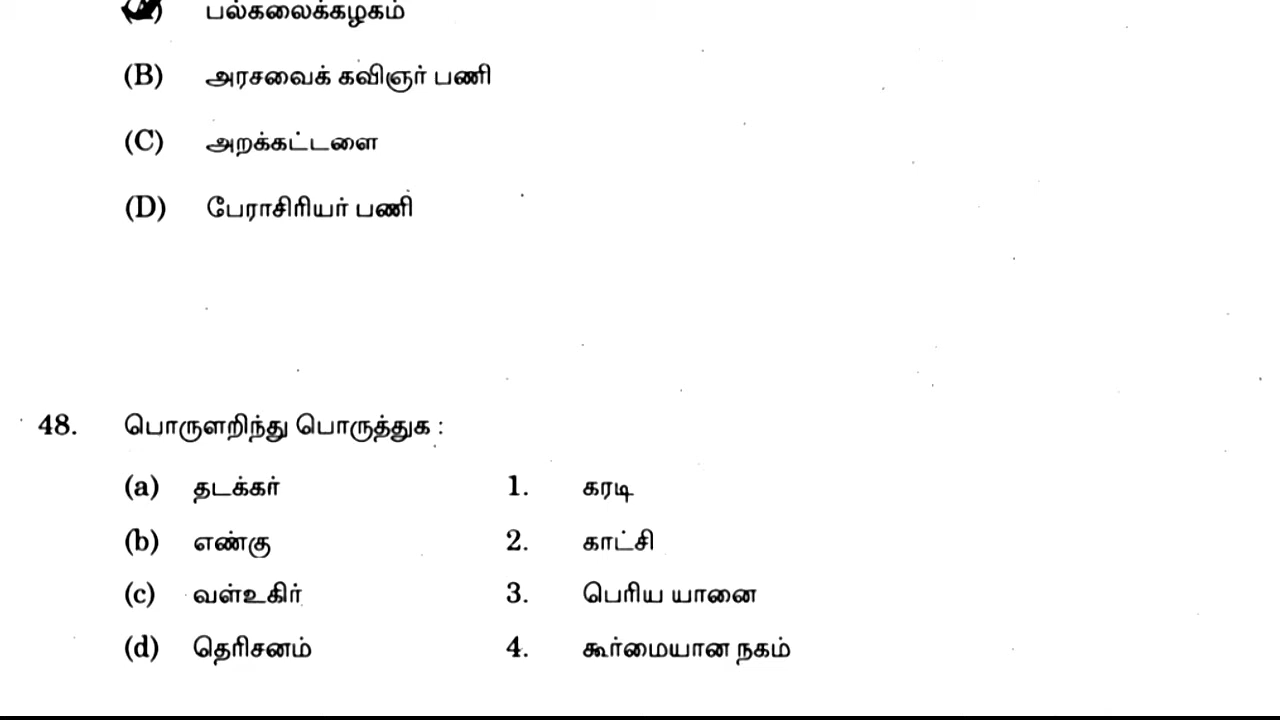 பல்கலைக்கழகம்
(B) அரசவைக் கவிஞர் பணி
(C) அறக்கட்டளை
(D) பேராசிரியர் பணி
48. பொருளறிந்து பொருத்துக :
(a) தடக்கர் 1. கரடி
(b) எண்கு 2. காட்சி
(c) வள்உகிர் 3. பெரிய யானை
(d) தெரிசனம் 4. கூர்மையான நகம்